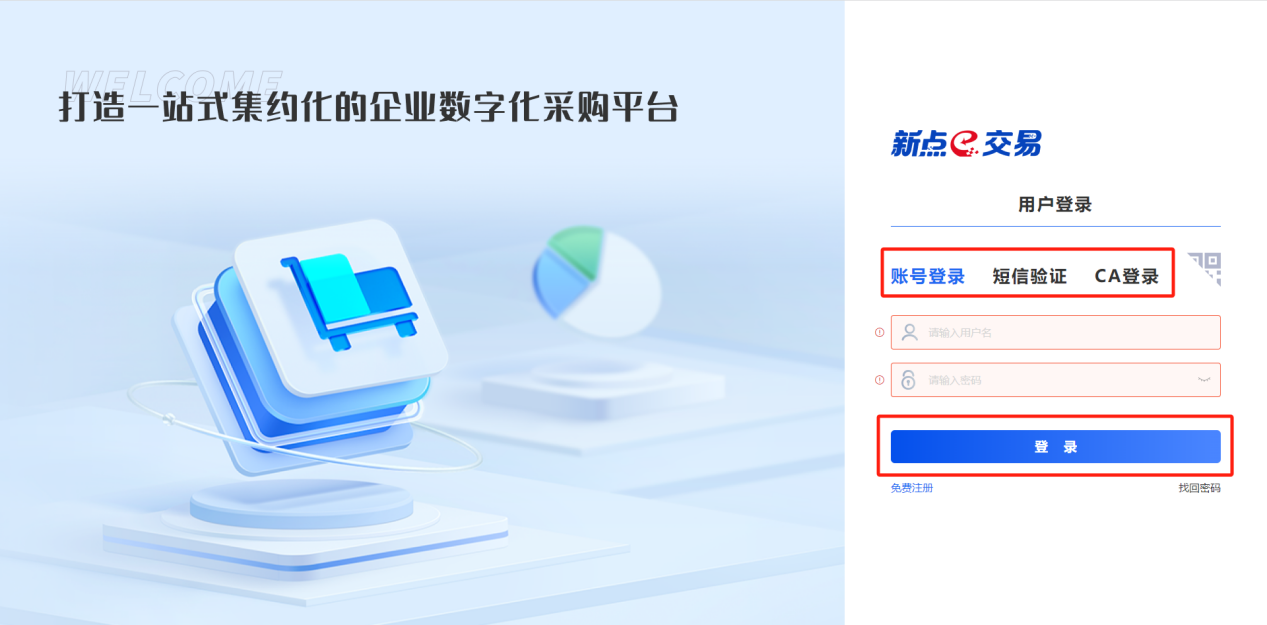 WELCOME
打造一站式集约化的企业数字化采购平台
新点e交易
用户登录
账号登录 短信验证 CA登录
请输入用户名
请输入密码
登 录
免费注册 找回密码